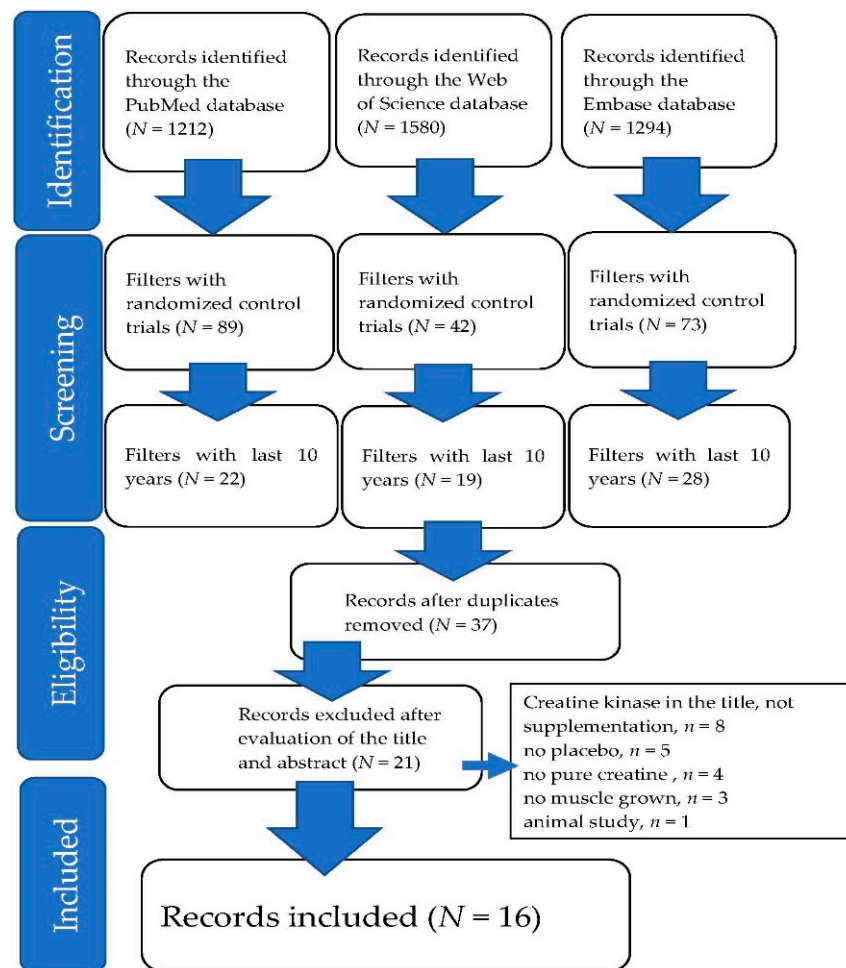 Identification
Records identified
through the
PubMed database
(N = 1212)
Records identified
through the Web
of Science database
(N = 1580)
Records identified
through the
Embase database
(N = 1294)
Screening
Filters with
randomized control
trials (N = 89)
Filters with
randomized control
trials (N = 42)
Filters with
randomized control
trials (N = 73)
Filters with last 10
years (N = 22)
Filters with last 10
years (N = 19)
Filters with last 10
years (N = 28)
Eligibility
Records after duplicates
removed (N = 37)
Records excluded after
evaluation of the title
and abstract (N = 21)
Creatine kinase in the title, not
supplementation, n = 8
no placebo, n = 5
no pure creatine , n = 4
no muscle grown, n = 3
animal study, n = 1
Included
Records included (N = 16)